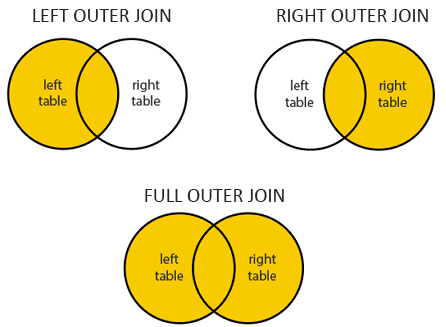 LEFT OUTER JOIN
left
table
right
table
RIGHT OUTER JOIN
left
table
right
table
FULL OUTER JOIN
left
table
right
table